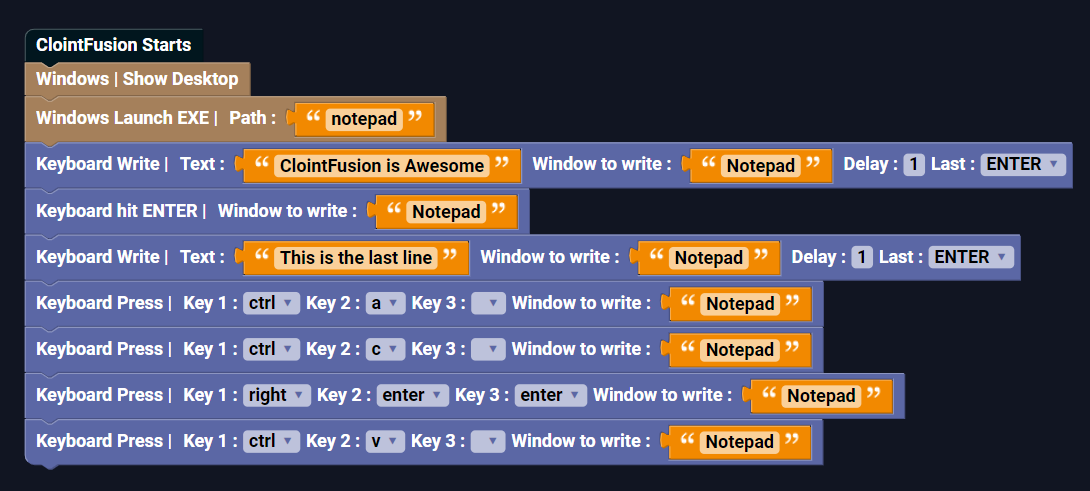 ClointFusion Starts
Windows | Show Desktop
Windows Launch EXE | Path : “ notepad ”
Keyboard Write | Text : “ ClointFusion is Awesome ” Window to write : “ Notepad ” Delay : 1 Last : ENTER
Keyboard hit ENTER | Window to write : “ Notepad ”
Keyboard Write | Text : “ This is the last line ” Window to write : “ Notepad ” Delay : 1 Last : ENTER
Keyboard Press | Key 1 : ctrl Key 2 : a Key 3 : Window to write : “ Notepad ”
Keyboard Press | Key 1 : ctrl Key 2 : c Key 3 : Window to write : “ Notepad ”
Keyboard Press | Key 1 : right Key 2 : enter Key 3 : enter Window to write : “ Notepad ”
Keyboard Press | Key 1 : ctrl Key 2 : v Key 3 : Window to write : “ Notepad ”